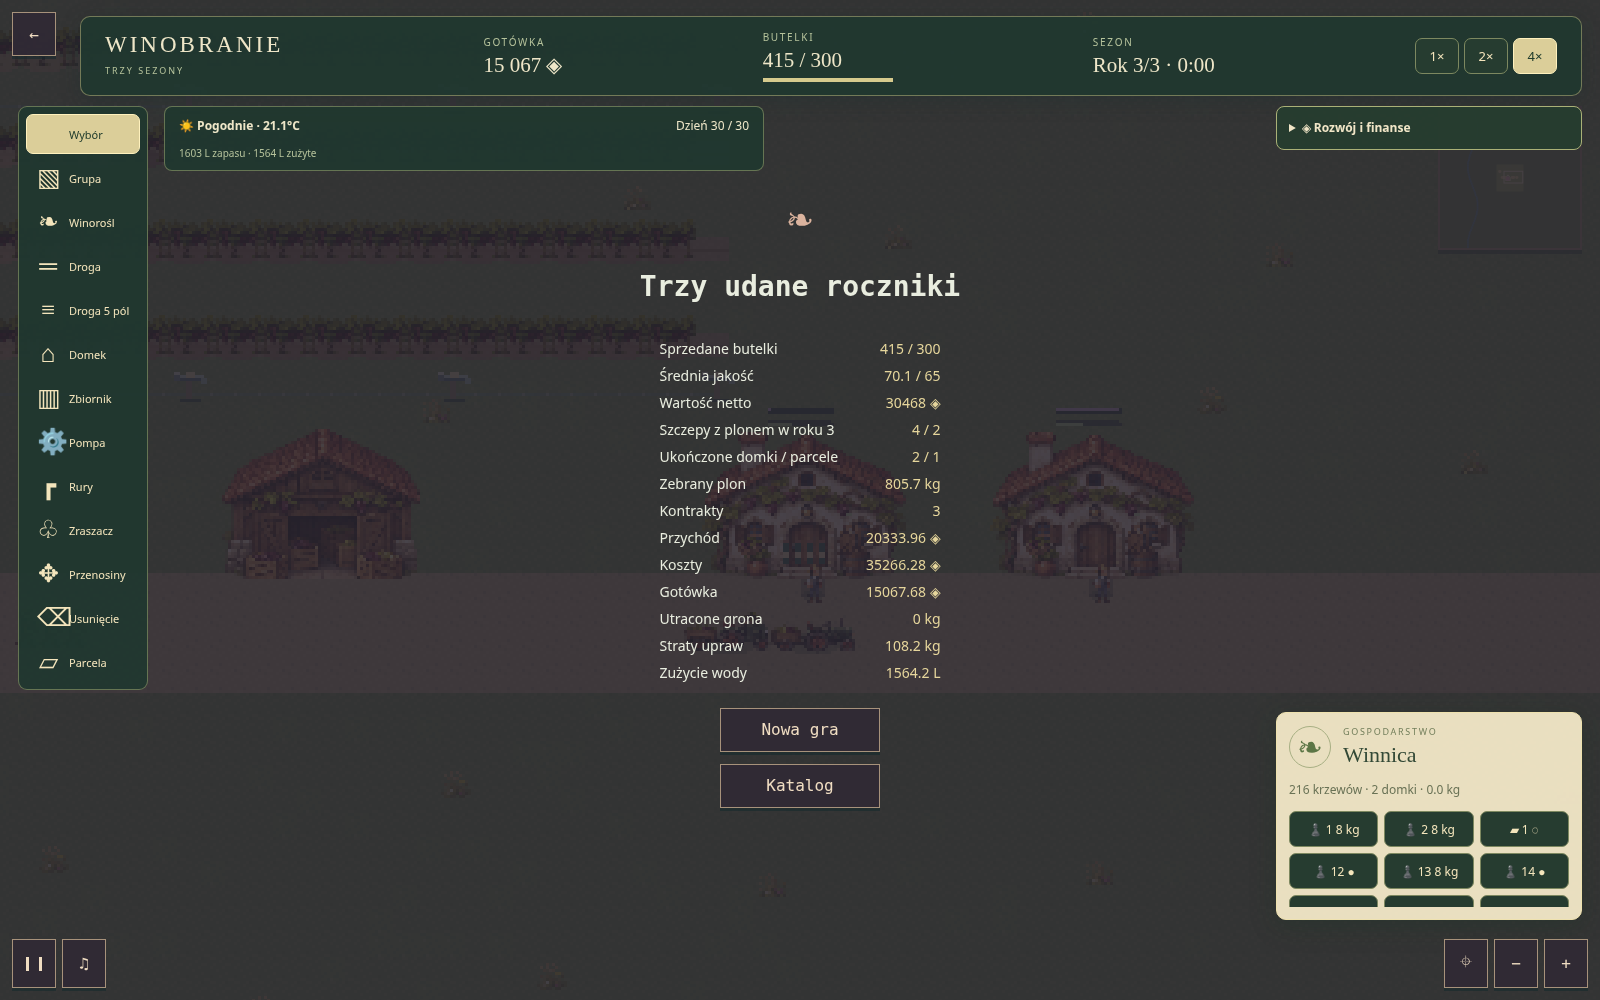 ←
WINOBRANIE
TRZY SEZONY
GOTÓWKA
15 067 ◈
BUTELKI
415 / 300
SEZON
Rok 3/3 · 0:00
1×
2×
4×
Wybór
Grupa
Winorośl
Droga
Droga 5 pól
Domek
Zbiornik
Pompa
Rury
Zraszacz
Przenosiny
Usunięcie
Parcela
☀️ Pogodnie · 21.1°C
Dzień 30 / 30
1603 L zapasu · 1564 L zużyte
▶ ◈ Rozwój i finanse
Trzy udane roczniki
Sprzedane butelki 415 / 300
Średnia jakość 70.1 / 65
Wartość netto 30468 ◈
Szczepy z plonem w roku 3 4 / 2
Ukończone domki / parcele 2 / 1
Zebrany plon 805.7 kg
Kontrakty 3
Przychód 20333.96 ◈
Koszty 35266.28 ◈
Gotówka 15067.68 ◈
Utracone grona 0 kg
Straty upraw 108.2 kg
Zużycie wody 1564.2 L
Nowa gra
Katalog
GOSPODARSTWO
Winnica
216 krzewów · 2 domki · 0.0 kg
1 8 kg
2 8 kg
▰ 1 ○
12 ●
13 8 kg
14 ●
♫
−
+